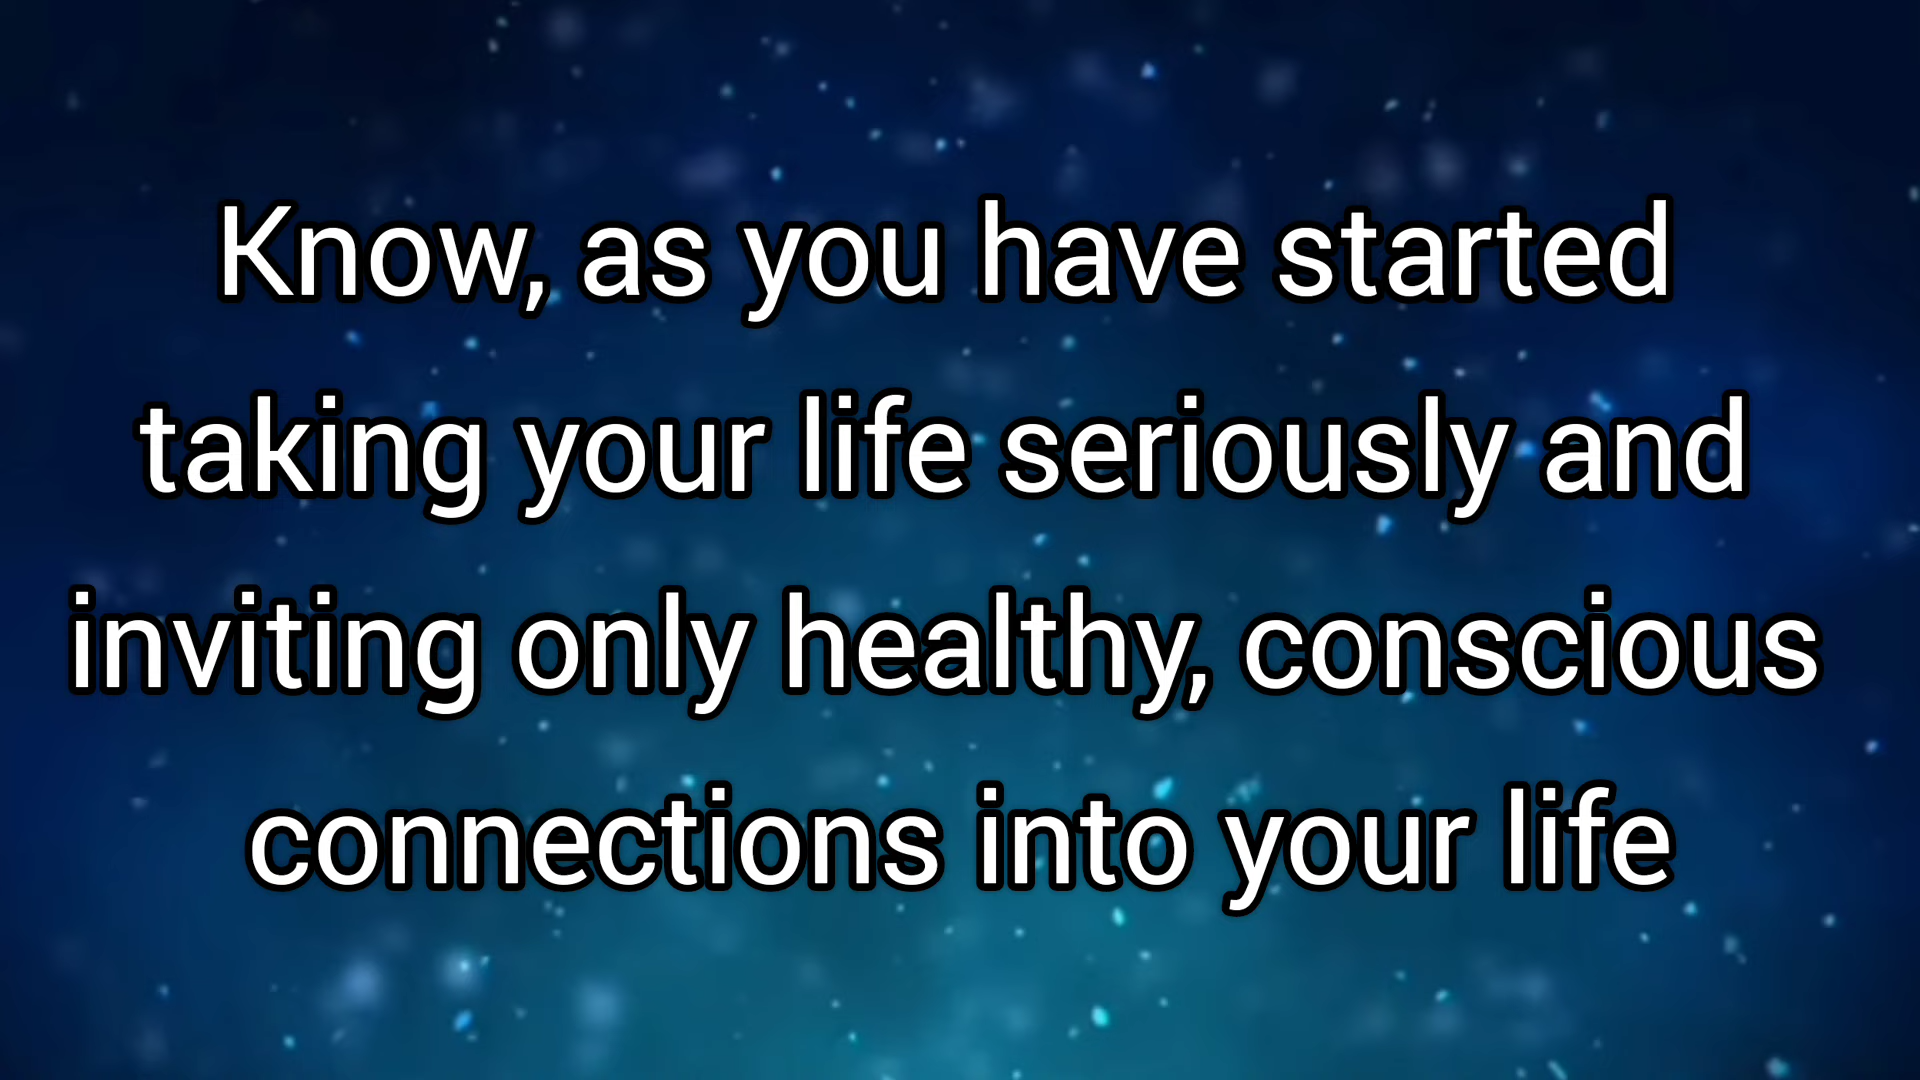 Know, as you have started
taking your life seriously and
inviting only healthy, conscious
connections into your life